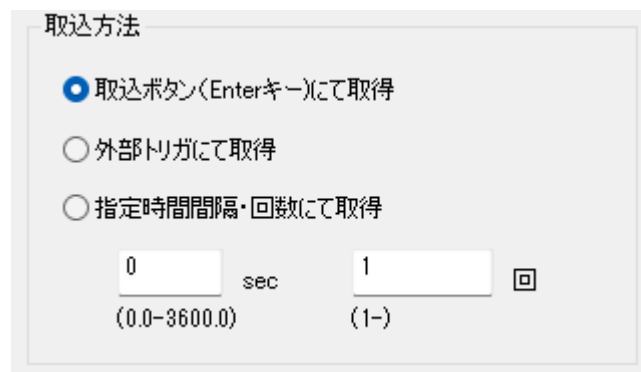 取込方法
取込ボタン(Enterキー)にて取得
外部トリガにて取得
指定時間間隔・回数にて取得
0 sec 1 回
(0.0-3600.0) (1-)